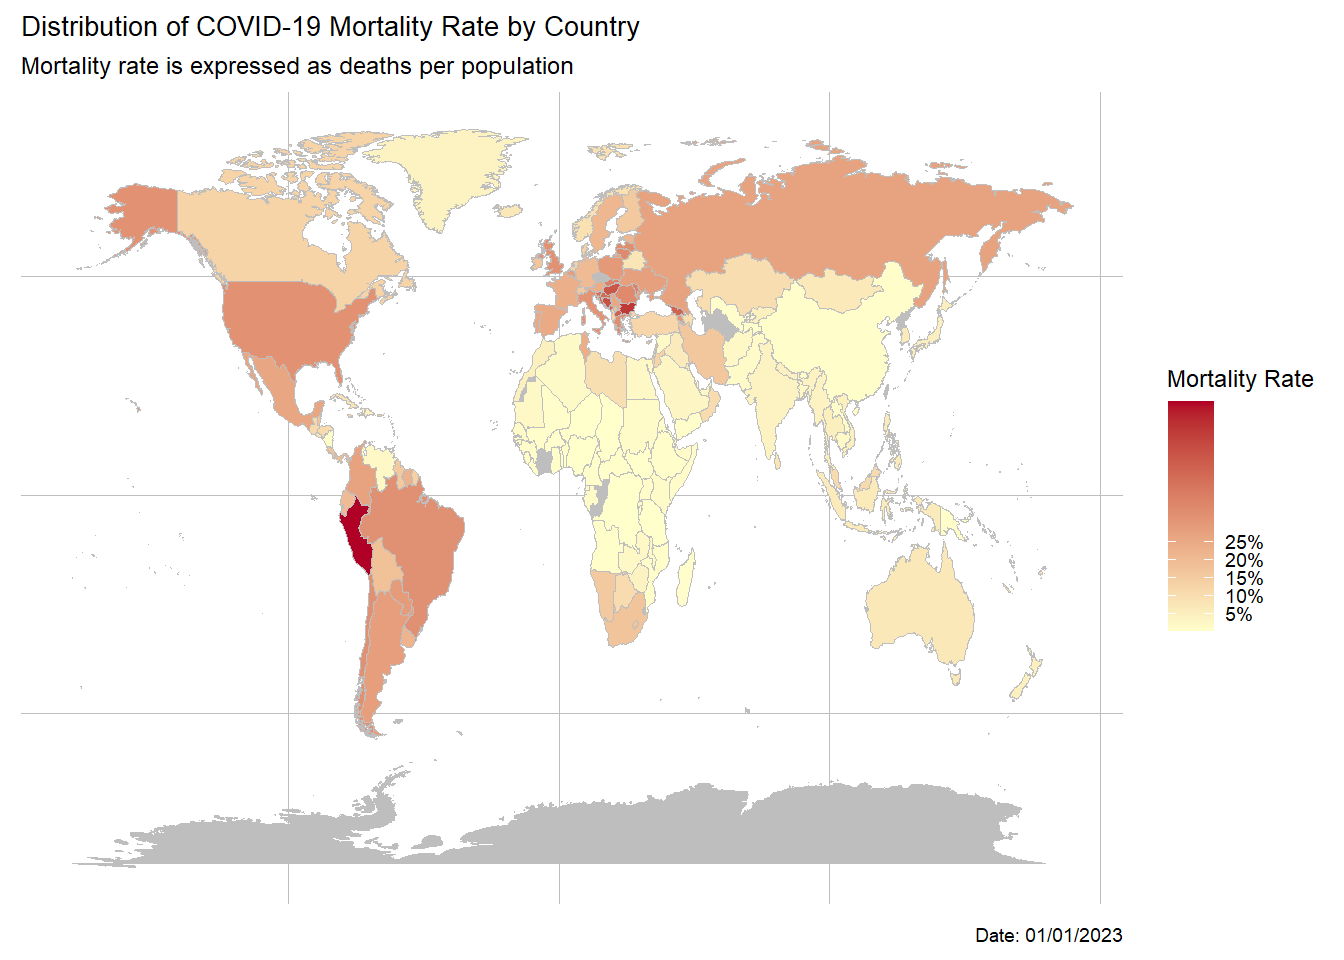 Distribution of COVID-19 Mortality Rate by Country
Mortality rate is expressed as deaths per population
Mortality Rate
25%
20%
15%
10%
5%
Date: 01/01/2023